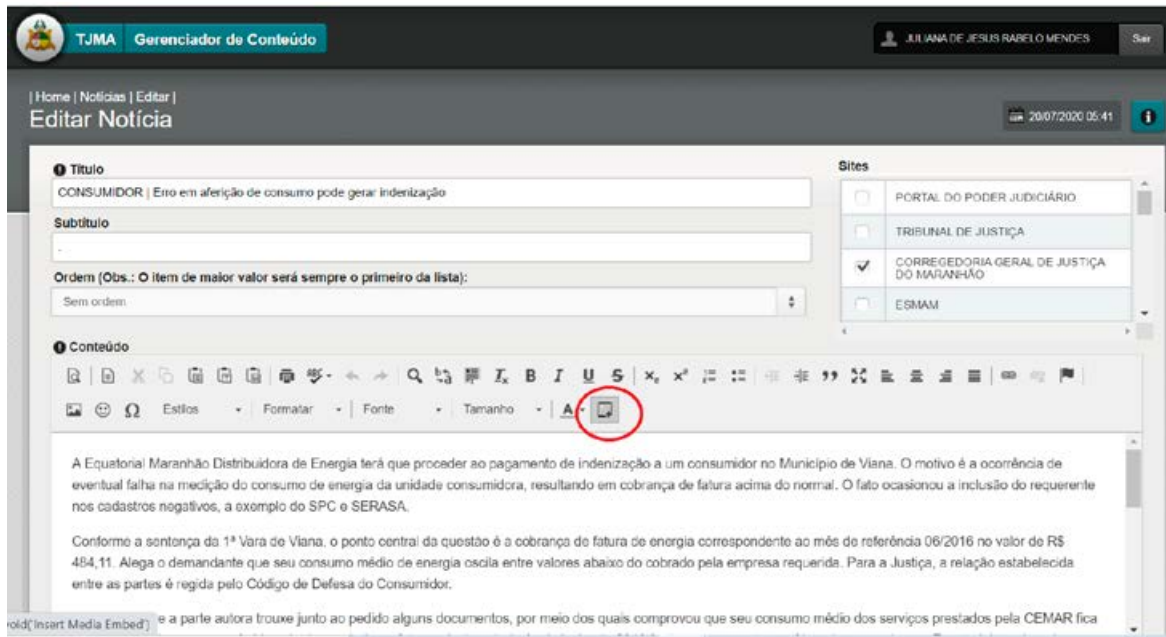 TJMA Gerenciador de Conteúdo
JULIANA DE JESUS RABELO MENDES
Sair
| Home | Notícias | Editar |
Editar Notícia
20/07/2020 05:41
Título
CONSUMIDOR | Erro em aferição de consumo pode gerar indenização
Subtítulo
.
Ordem (Obs.: O item de maior valor será sempre o primeiro da lista):
Sem ordem
Sites
PORTAL DO PODER JUDICIÁRIO
TRIBUNAL DE JUSTIÇA
CORREGEDORIA GERAL DE JUSTIÇA
DO MARANHÃO
ESMAM
Conteúdo
Estilos Formatar Fonte Tamanho A
A Equatorial Maranhão Distribuidora de Energia terá que proceder ao pagamento de indenização a um consumidor no Município de Viana. O motivo é a ocorrência de
eventual falha na medição do consumo de energia da unidade consumidora, resultando em cobrança de fatura acima do normal. O fato ocasionou a inclusão do requerente
nos cadastros negativos, a exemplo do SPC e SERASA.
Conforme a sentença da 1ª Vara de Viana, o ponto central da questão é a cobrança de fatura de energia correspondente ao mês de referência 06/2016 no valor de R$
484,11. Alega o demandante que seu consumo médio de energia oscila entre valores abaixo do cobrado pela empresa requerida. Para a Justiça, a relação estabelecida
entre as partes é regida pelo Código de Defesa do Consumidor.
void('Insert Media Embed') e a parte autora trouxe junto ao pedido alguns documentos, por meio dos quais comprovou que seu consumo médio dos serviços prestados pela CEMAR fica